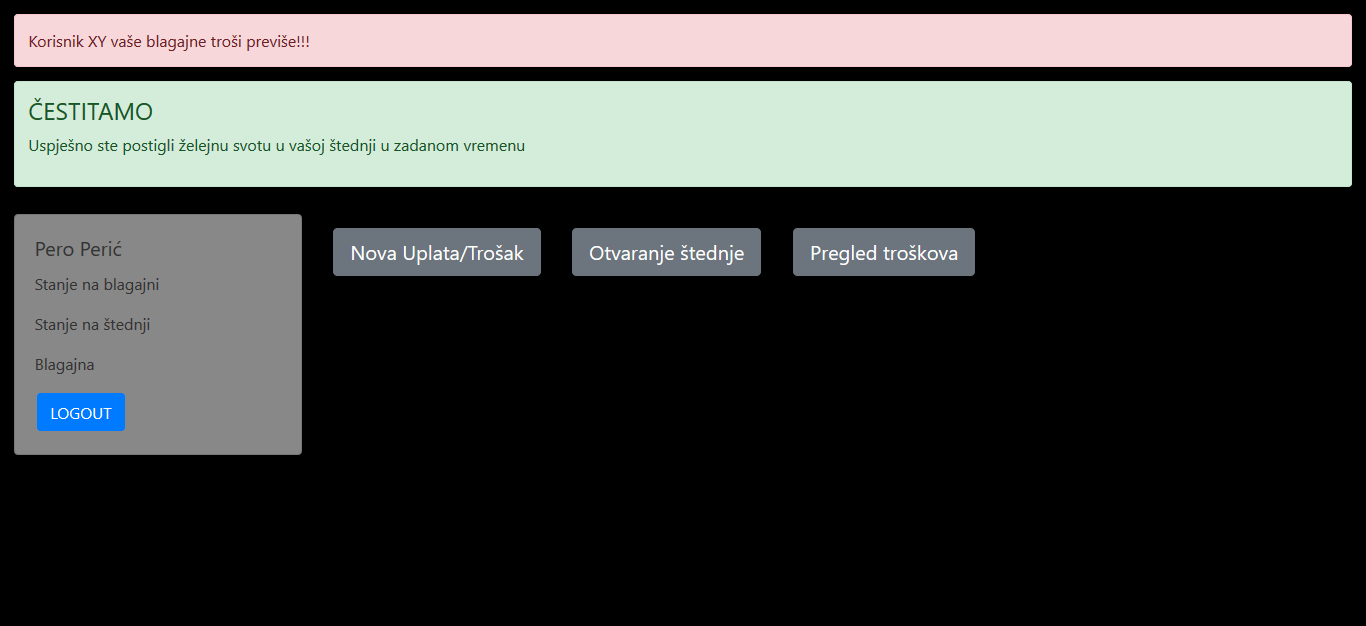 Korisnik XY vaše blagajne troši previše!!!
ČESTITAMO
Uspješno ste postigli želejnu svotu u vašoj štednji u zadanom vremenu
Pero Perić
Stanje na blagajni
Stanje na štednji
Blagajna
LOGOUT
Nova Uplata/Trošak
Otvaranje štednje
Pregled troškova